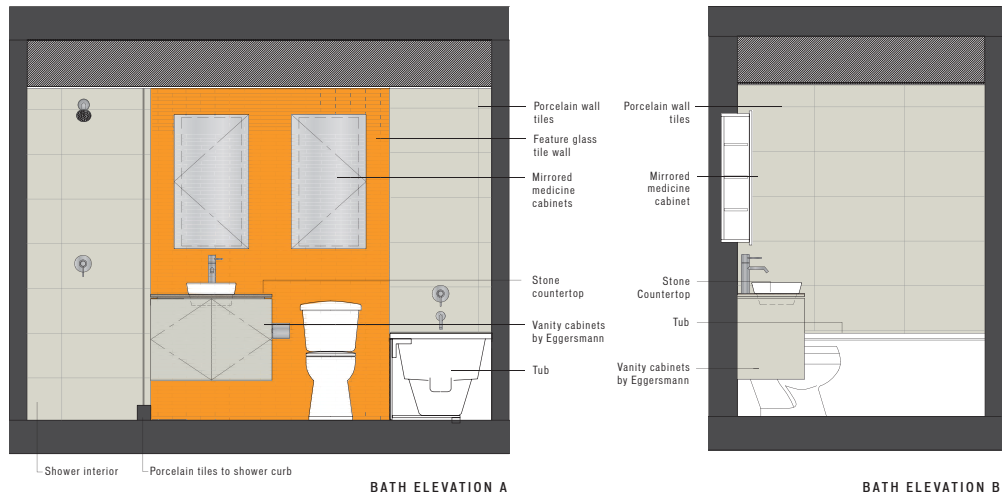 Porcelain wall
tiles
Feature glass
tile wall
Mirrored
medicine
cabinets
Stone
countertop
Vanity cabinets
by Eggersmann
Tub
Shower interior
Porcelain tiles to shower curb
BATH ELEVATION A
Porcelain wall
tiles
Mirrored
medicine
cabinet
Stone
Countertop
Tub
Vanity cabinets
by Eggersmann
BATH ELEVATION B